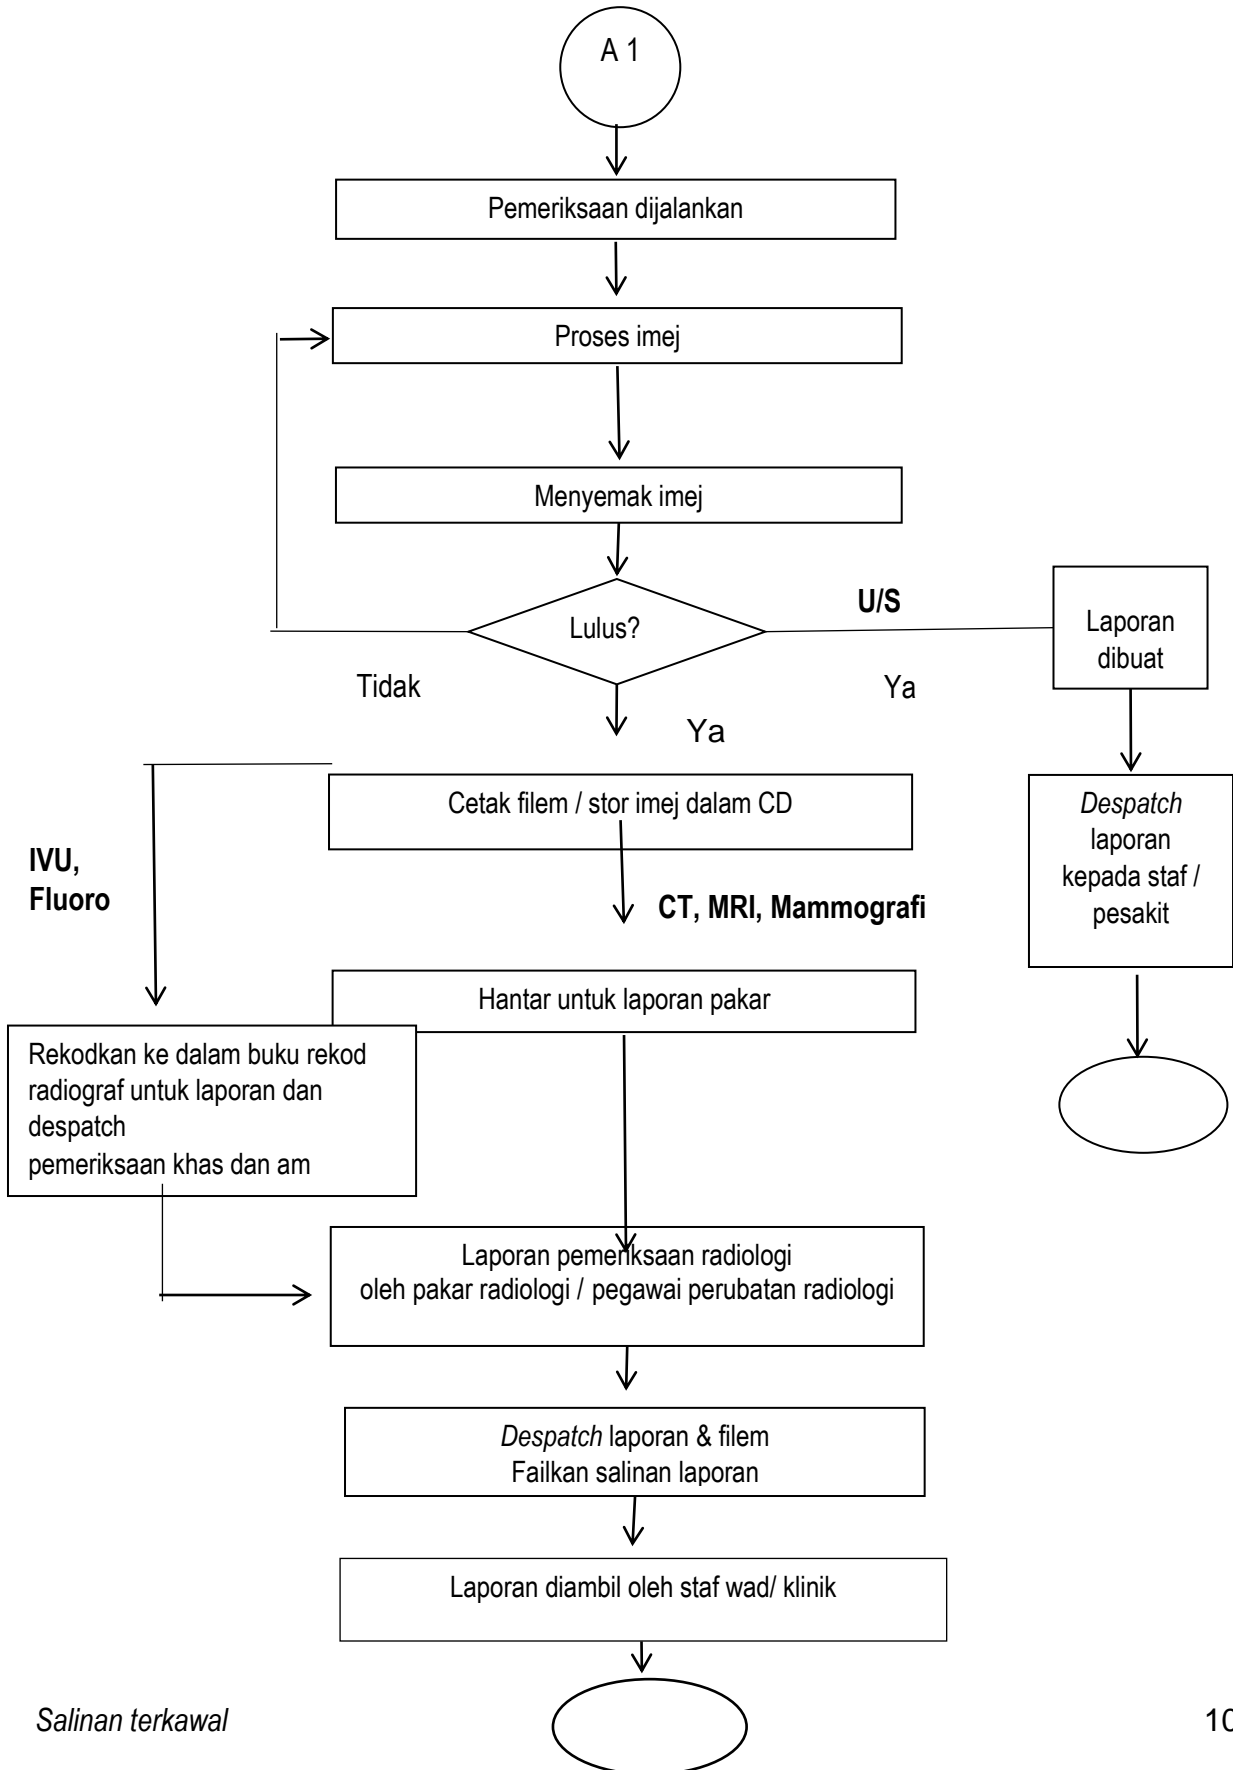 A 1
Pemeriksaan dijalankan
Proses imej
Menyemak imej
Lulus?
U/S
Laporan
dibuat
Tidak
Ya
Ya
Cetak filem / stor imej dalam CD
Despatch
laporan
kepada staf /
pesakit
IVU,
Fluoro
CT, MRI, Mammografi
Hantar untuk laporan pakar
Rekodkan ke dalam buku rekod
radiograf untuk laporan dan
despatch
pemeriksaan khas dan am
Laporan pemeriksaan radiologi
oleh pakar radiologi / pegawai perubatan radiologi
Despatch laporan & filem
Failkan salinan laporan
Laporan diambil oleh staf wad/ klinik
Salinan terkawal
10